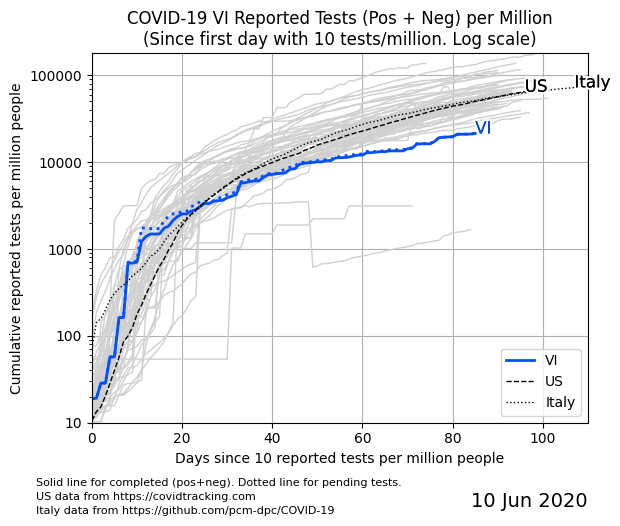 COVID-19 VI Reported Tests (Pos + Neg) per Million
(Since first day with 10 tests/million. Log scale)
Cumulative reported tests per million people
100000
10000
1000
100
10
US
Italy
VI
VI
US
Italy
0
20
40
60
80
100
Days since 10 reported tests per million people
Solid line for completed (pos+neg). Dotted line for pending tests.
US data from https://covidtracking.com
Italy data from https://github.com/pcm-dpc/COVID-19
10 Jun 2020